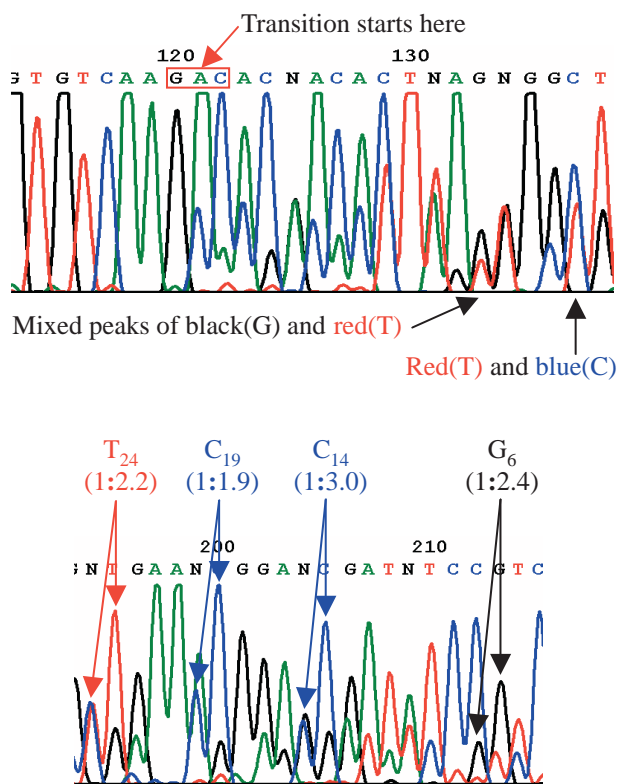 Transition starts here
120 130
G T G T C A A G A C A C N A C A C T N A G N G G C T
Mixed peaks of black(G) and red(T)
Red(T) and blue(C)
T24 C19 C14 G6
(1:2.2) (1:1.9) (1:3.0) (1:2.4)
200 210
N T G A A N G G A N C G A T N T C C G T C